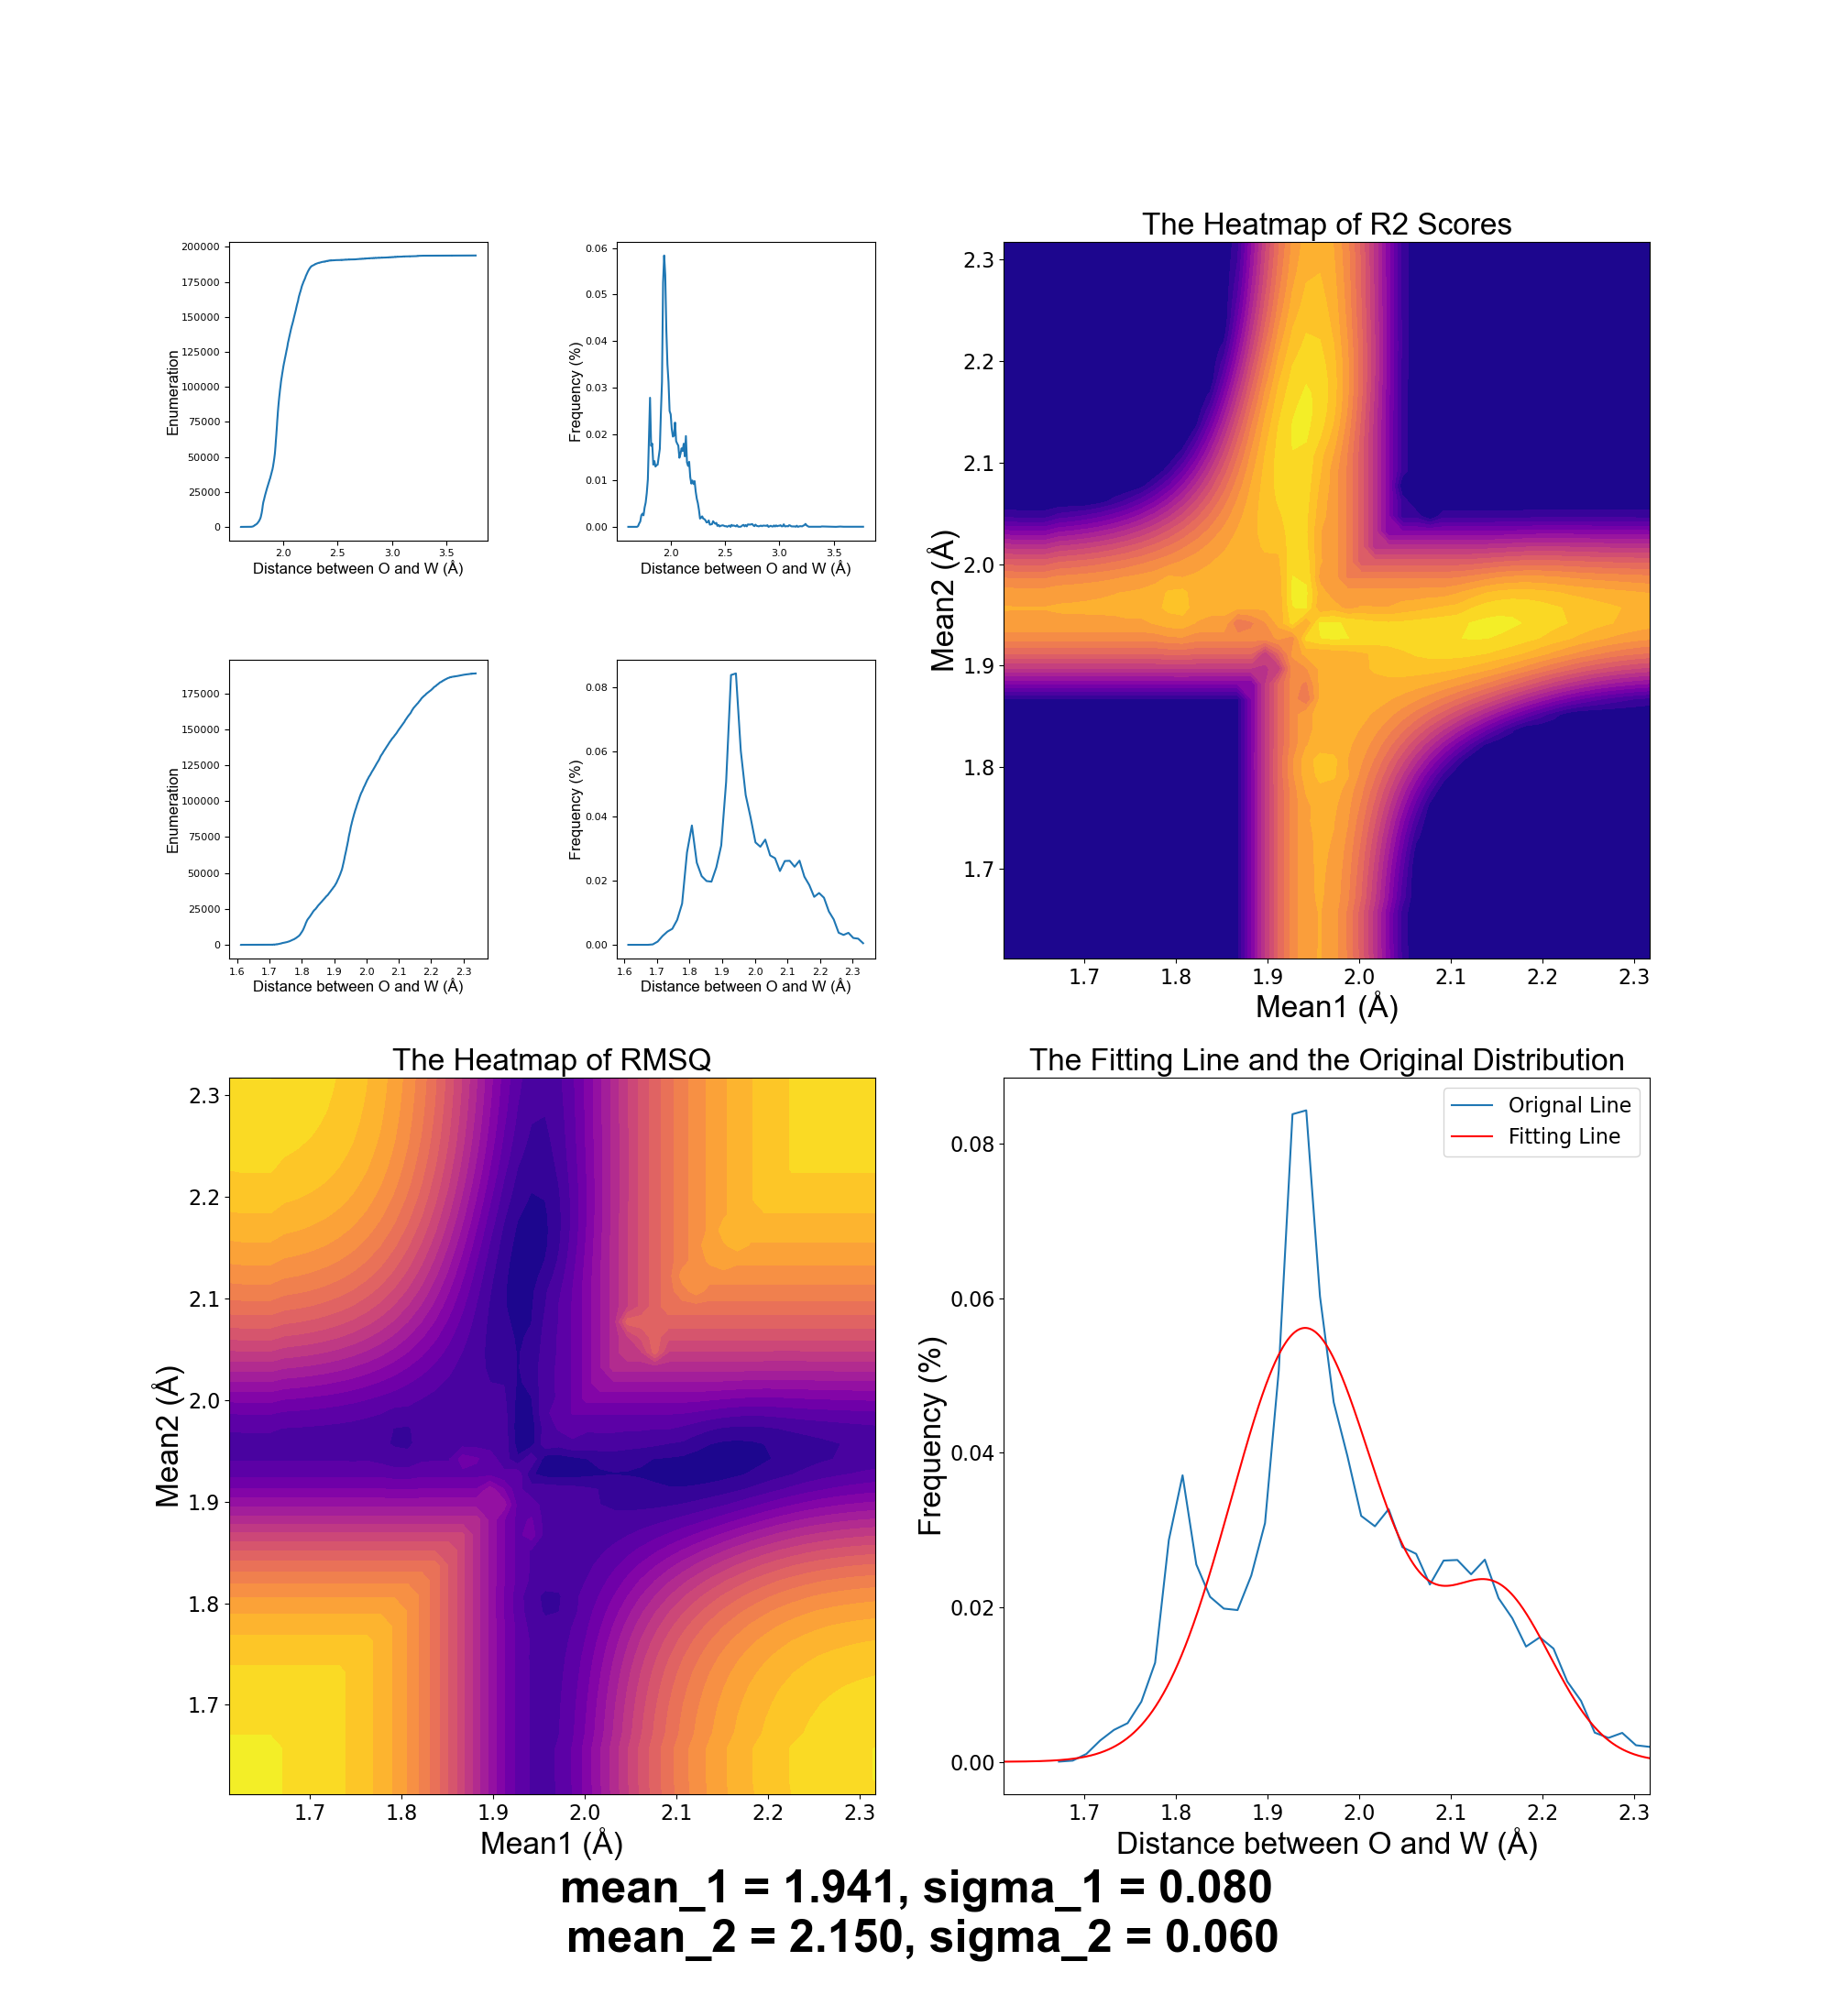 200000
175000
150000
125000
100000
75000
50000
25000
0
Enumeration
2.0 2.5 3.0 3.5
Distance between O and W (Å)
0.06
0.05
0.04
0.03
0.02
0.01
0.00
Frequency (%)
2.0 2.5 3.0 3.5
Distance between O and W (Å)
The Heatmap of R2 Scores
2.3
2.2
2.1
2.0
1.9
1.8
1.7
Mean2 (Å)
1.7 1.8 1.9 2.0 2.1 2.2 2.3
Mean1 (Å)
175000
150000
125000
100000
75000
50000
25000
0
Enumeration
1.6 1.7 1.8 1.9 2.0 2.1 2.2 2.3
Distance between O and W (Å)
0.08
0.06
0.04
0.02
0.00
Frequency (%)
1.6 1.7 1.8 1.9 2.0 2.1 2.2 2.3
Distance between O and W (Å)
The Heatmap of RMSQ
2.3
2.2
2.1
2.0
1.9
1.8
1.7
Mean2 (Å)
1.7 1.8 1.9 2.0 2.1 2.2 2.3
Mean1 (Å)
The Fitting Line and the Original Distribution
Orignal Line
Fitting Line
0.08
0.06
0.04
0.02
0.00
Frequency (%)
1.7 1.8 1.9 2.0 2.1 2.2 2.3
Distance between O and W (Å)
mean_1 = 1.941, sigma_1 = 0.080
mean_2 = 2.150, sigma_2 = 0.060